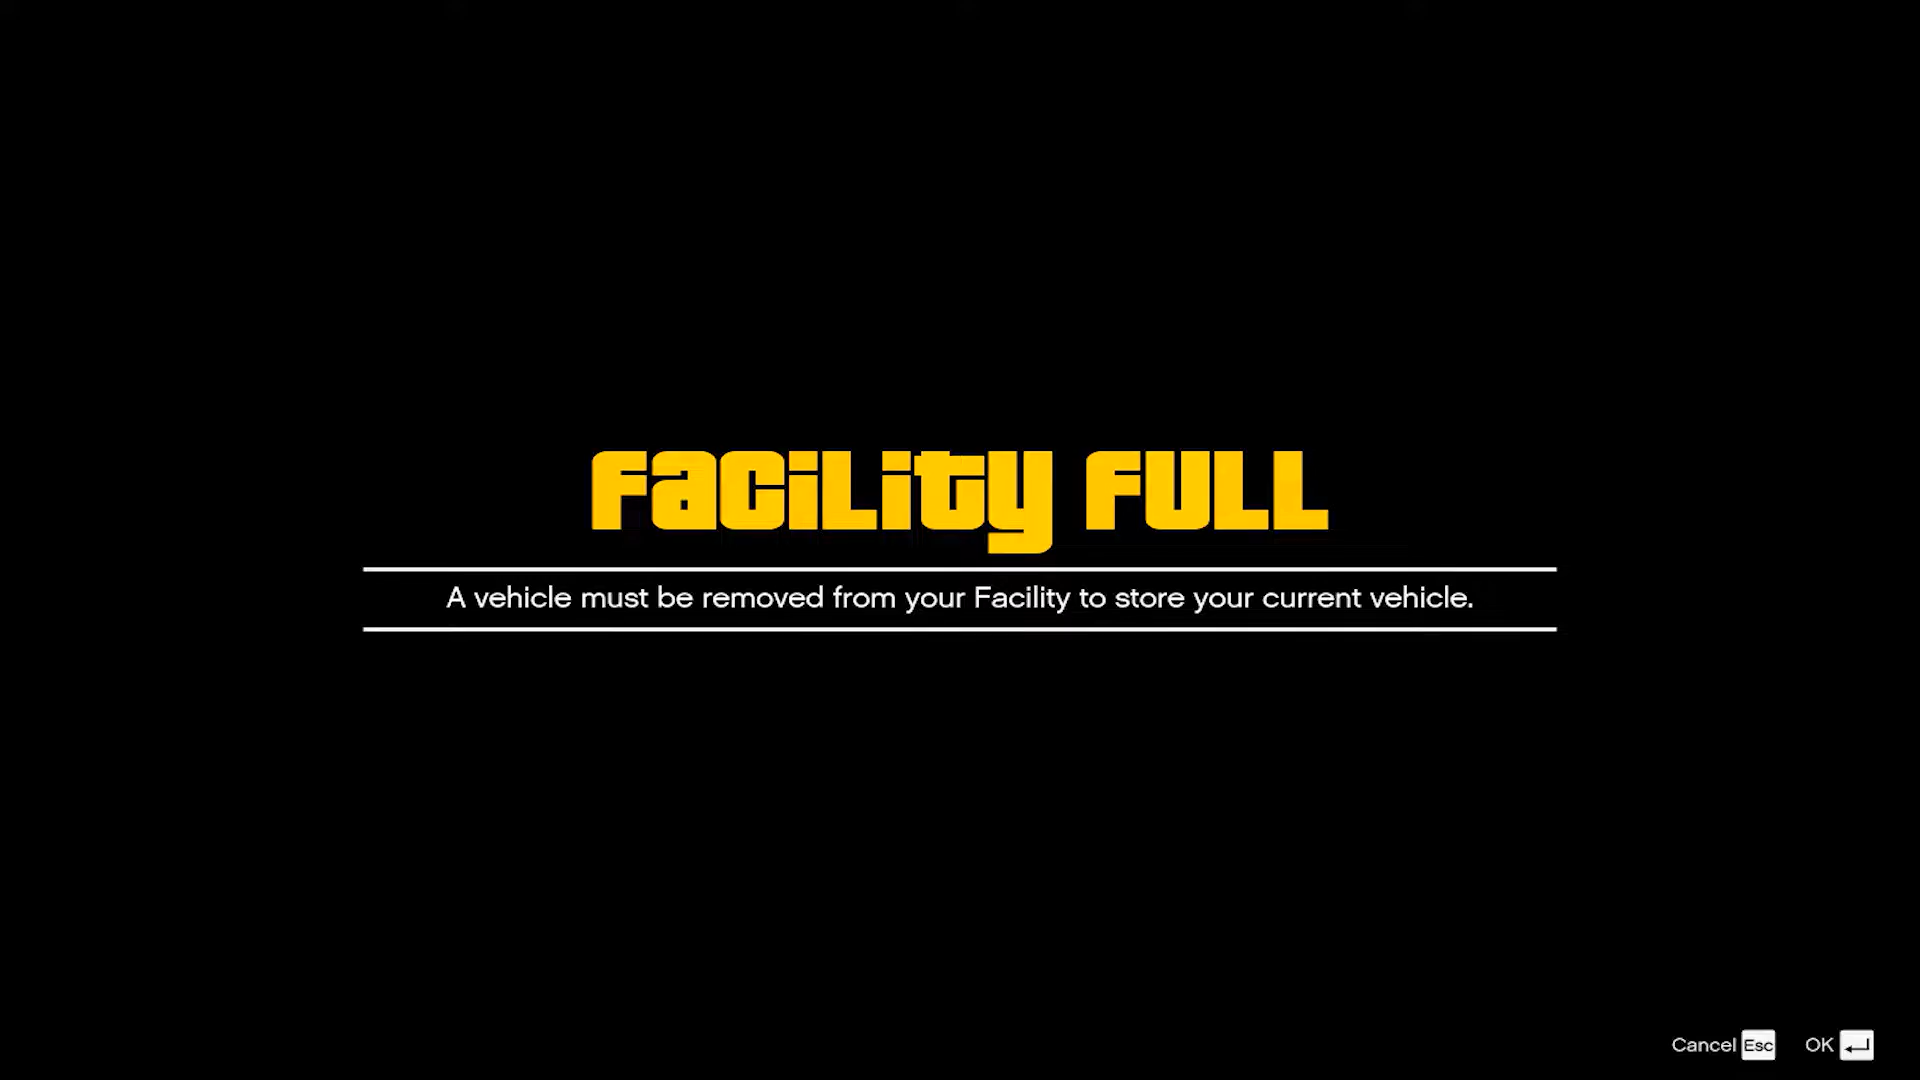 Facility Full
A vehicle must be removed from your Facility to store your current vehicle.
Cancel Esc OK